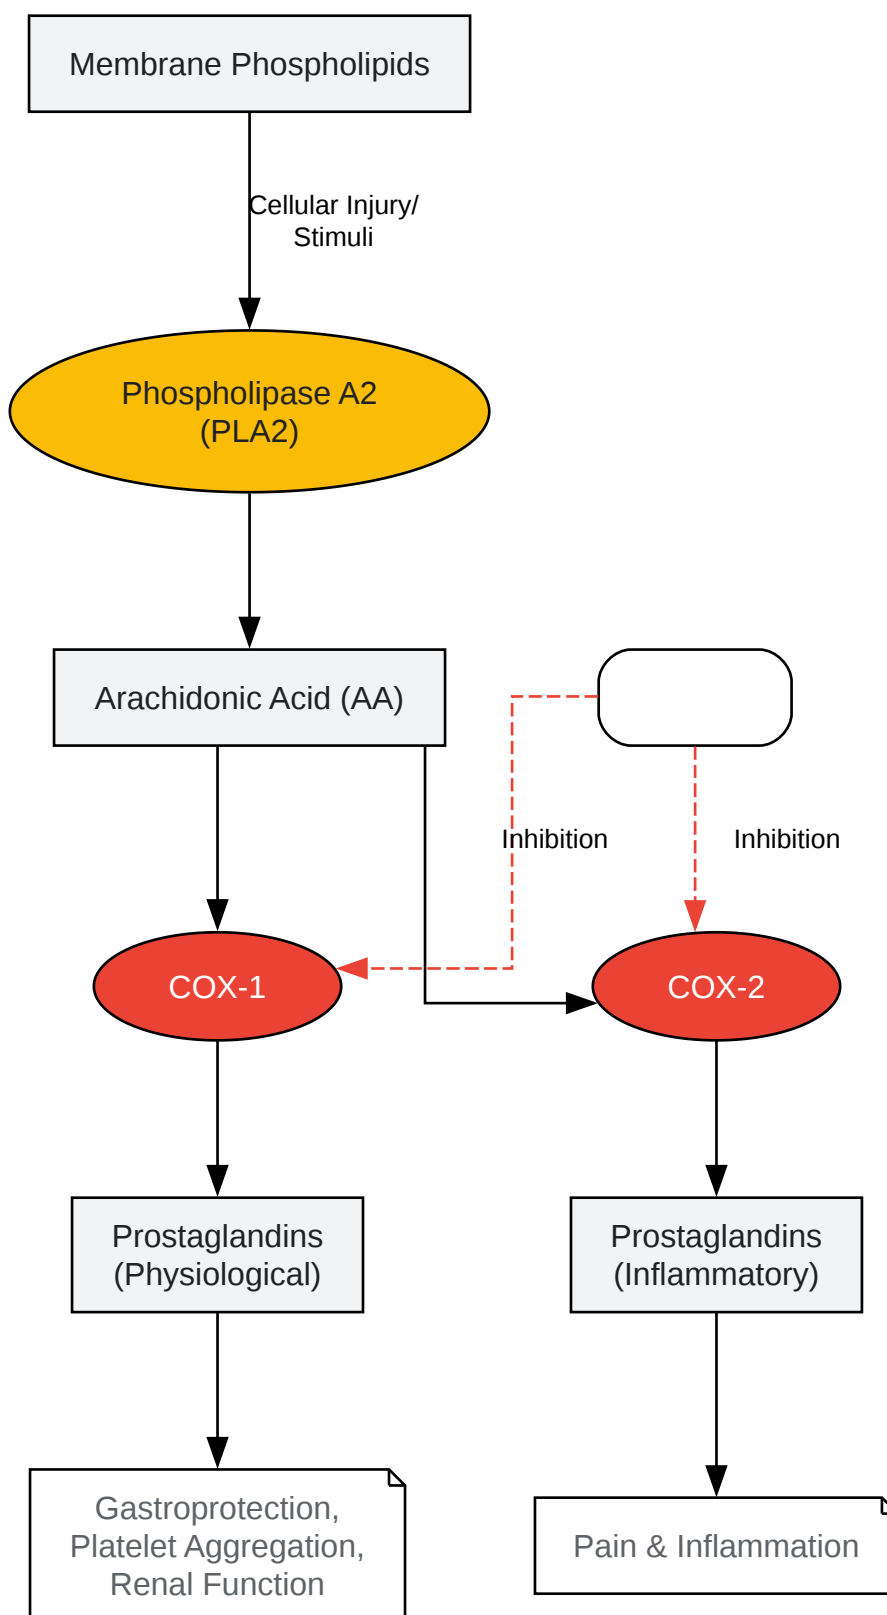 Membrane Phospholipids
Cellular Injury/
Stimuli
Phospholipase A2
(PLA2)
Arachidonic Acid (AA)
Inhibition
Inhibition
COX-1
COX-2
Prostaglandins
(Physiological)
Prostaglandins
(Inflammatory)
Gastroprotection,
Platelet Aggregation,
Renal Function
Pain & Inflammation